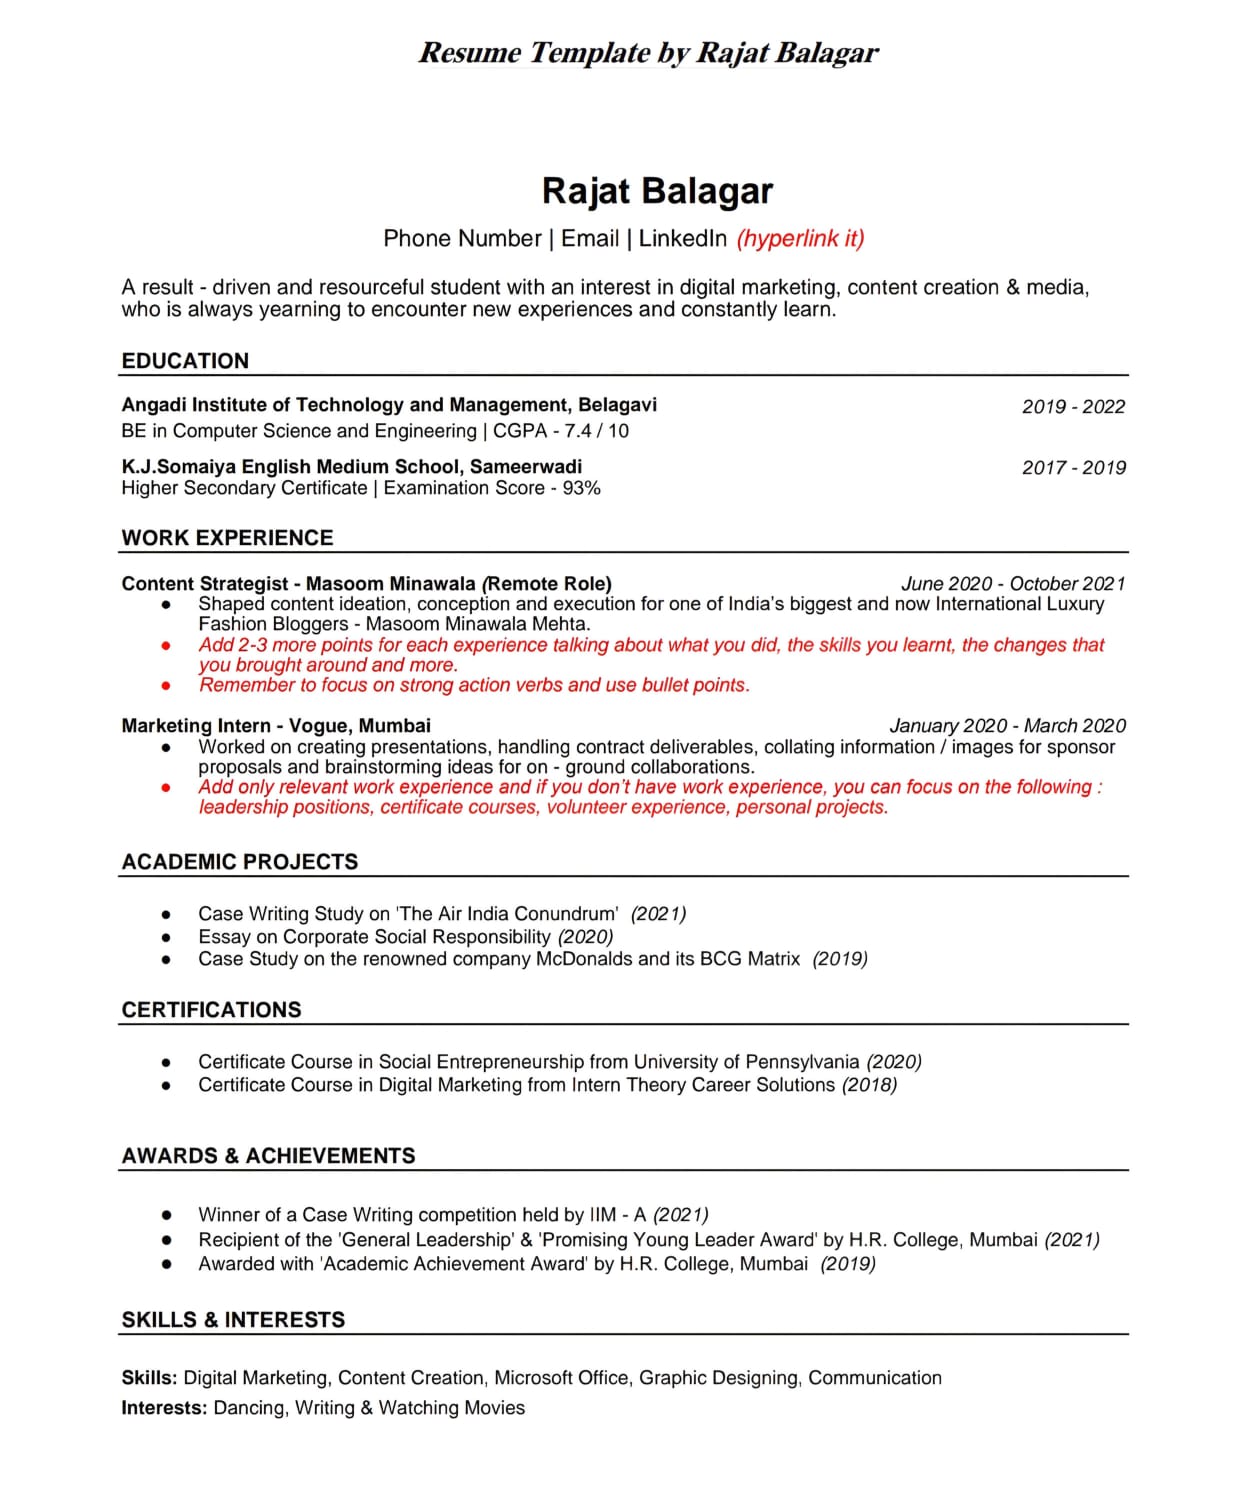 Resume Template by Rajat Balagar
Rajat Balagar
Phone Number | Email | LinkedIn (hyperlink it)
A result - driven and resourceful student with an interest in digital marketing, content creation & media,
who is always yearning to encounter new experiences and constantly learn.
EDUCATION
Angadi Institute of Technology and Management, Belagavi 2019 - 2022
BE in Computer Science and Engineering | CGPA - 7.4 / 10
K.J.Somaiya English Medium School, Sameerwadi 2017 - 2019
Higher Secondary Certificate | Examination Score - 93%
WORK EXPERIENCE
Content Strategist - Masoom Minawala (Remote Role) June 2020 - October 2021
● Shaped content ideation, conception and execution for one of India's biggest and now International Luxury
Fashion Bloggers - Masoom Minawala Mehta.
● Add 2-3 more points for each experience talking about what you did, the skills you learnt, the changes that
you brought around and more.
● Remember to focus on strong action verbs and use bullet points.
Marketing Intern - Vogue, Mumbai January 2020 - March 2020
● Worked on creating presentations, handling contract deliverables, collating information / images for sponsor
proposals and brainstorming ideas for on - ground collaborations.
● Add only relevant work experience and if you don't have work experience, you can focus on the following :
leadership positions, certificate courses, volunteer experience, personal projects.
ACADEMIC PROJECTS
● Case Writing Study on 'The Air India Conundrum' (2021)
● Essay on Corporate Social Responsibility (2020)
● Case Study on the renowned company McDonalds and its BCG Matrix (2019)
CERTIFICATIONS
● Certificate Course in Social Entrepreneurship from University of Pennsylvania (2020)
● Certificate Course in Digital Marketing from Intern Theory Career Solutions (2018)
AWARDS & ACHIEVEMENTS
● Winner of a Case Writing competition held by IIM - A (2021)
● Recipient of the 'General Leadership' & 'Promising Young Leader Award' by H.R. College, Mumbai (2021)
● Awarded with 'Academic Achievement Award' by H.R. College, Mumbai (2019)
SKILLS & INTERESTS
Skills: Digital Marketing, Content Creation, Microsoft Office, Graphic Designing, Communication
Interests: Dancing, Writing & Watching Movies